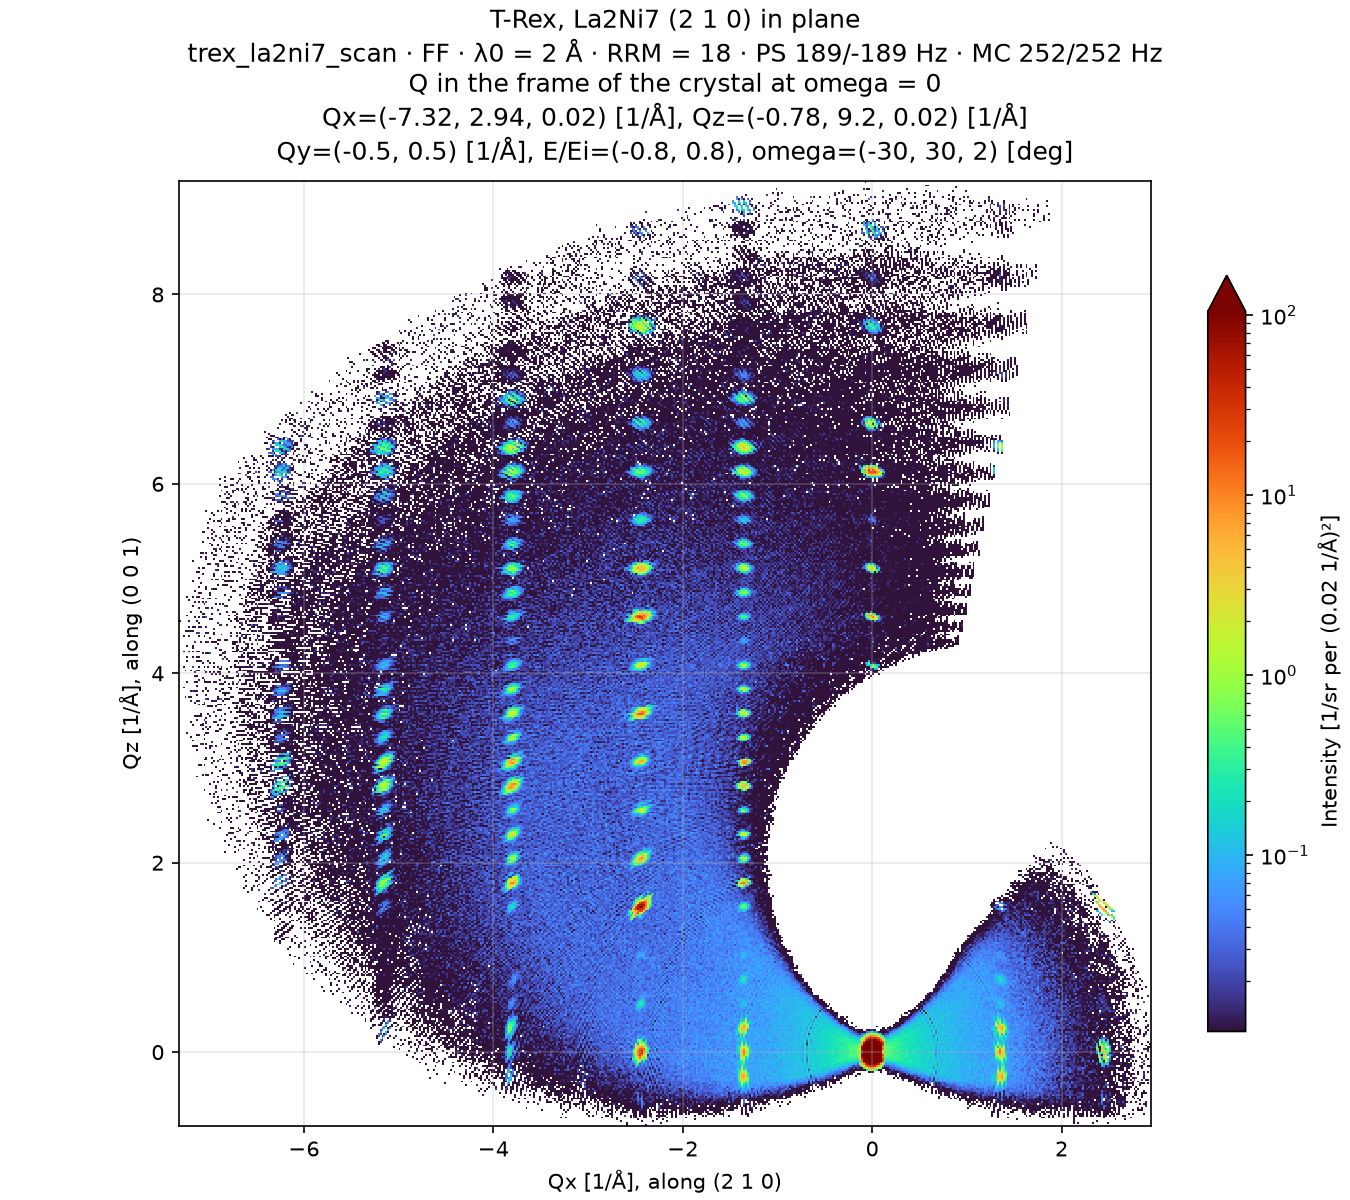 T-Rex, La2Ni7 (2 1 0) in plane
trex_la2ni7_scan · FF · λ0 = 2 Å · RRM = 18 · PS 189/-189 Hz · MC 252/252 Hz
Q in the frame of the crystal at omega = 0
Qx=(-7.32, 2.94, 0.02) [1/Å], Qz=(-0.78, 9.2, 0.02) [1/Å]
Qy=(-0.5, 0.5) [1/Å], E/Ei=(-0.8, 0.8), omega=(-30, 30, 2) [deg]
8
6
4
2
0
Qz [1/Å], along (0 0 1)
−6
−4
−2
0
2
Qx [1/Å], along (2 1 0)
10²
10¹
10⁰
10⁻¹
Intensity [1/sr per (0.02 1/Å)²]